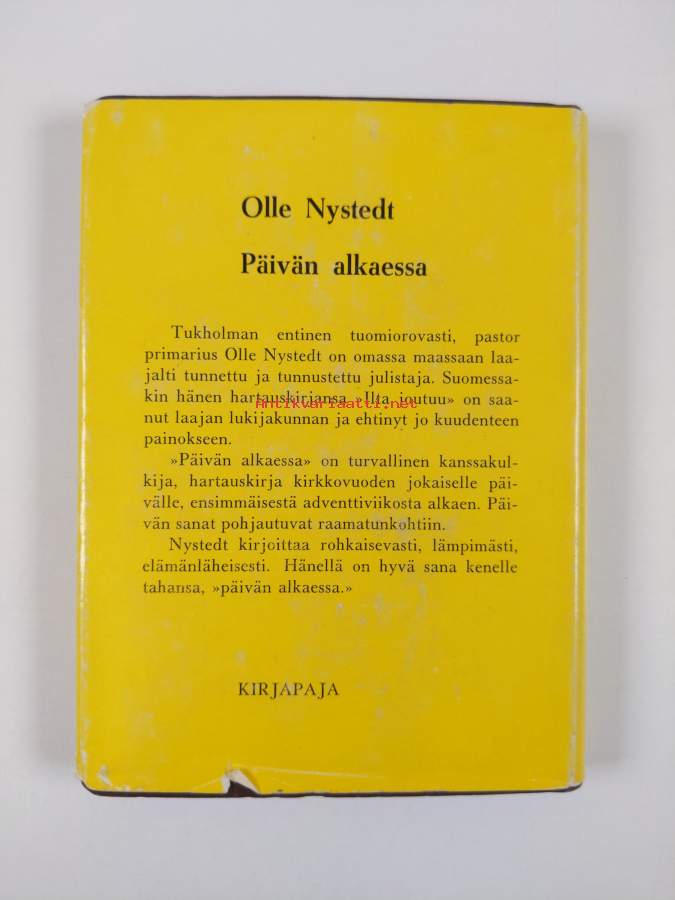 Olle Nystedt
Päivän alkaessa
Tukholman entinen tuomiorovasti, pastor
primarius Olle Nystedt on omassa maassaan laa-
jalti tunnettu ja tunnustettu julistaja. Suomessa-
kin hänen hartauskirjansa »Ilta joutuu» on saa-
Antikvariaatti.net
nut laajan lukijakunnan ja ehtinyt jo kuudenteen
painokseen.
»Päivän alkaessa» on turvallinen kanssakul-
kija, hartauskirja kirkkovuoden jokaiselle päi-
välle, ensimmäisestä adventtiviikosta alkaen. Päi-
vän sanat pohjautuvat raamatunkohtiin.
Nystedt kirjoittaa rohkaisevasti, lämpimästi,
elämänläheisesti. Hänellä on hyvä sana kenelle
tahansa, »päivän alkaessa.»
KIRJAPAJA